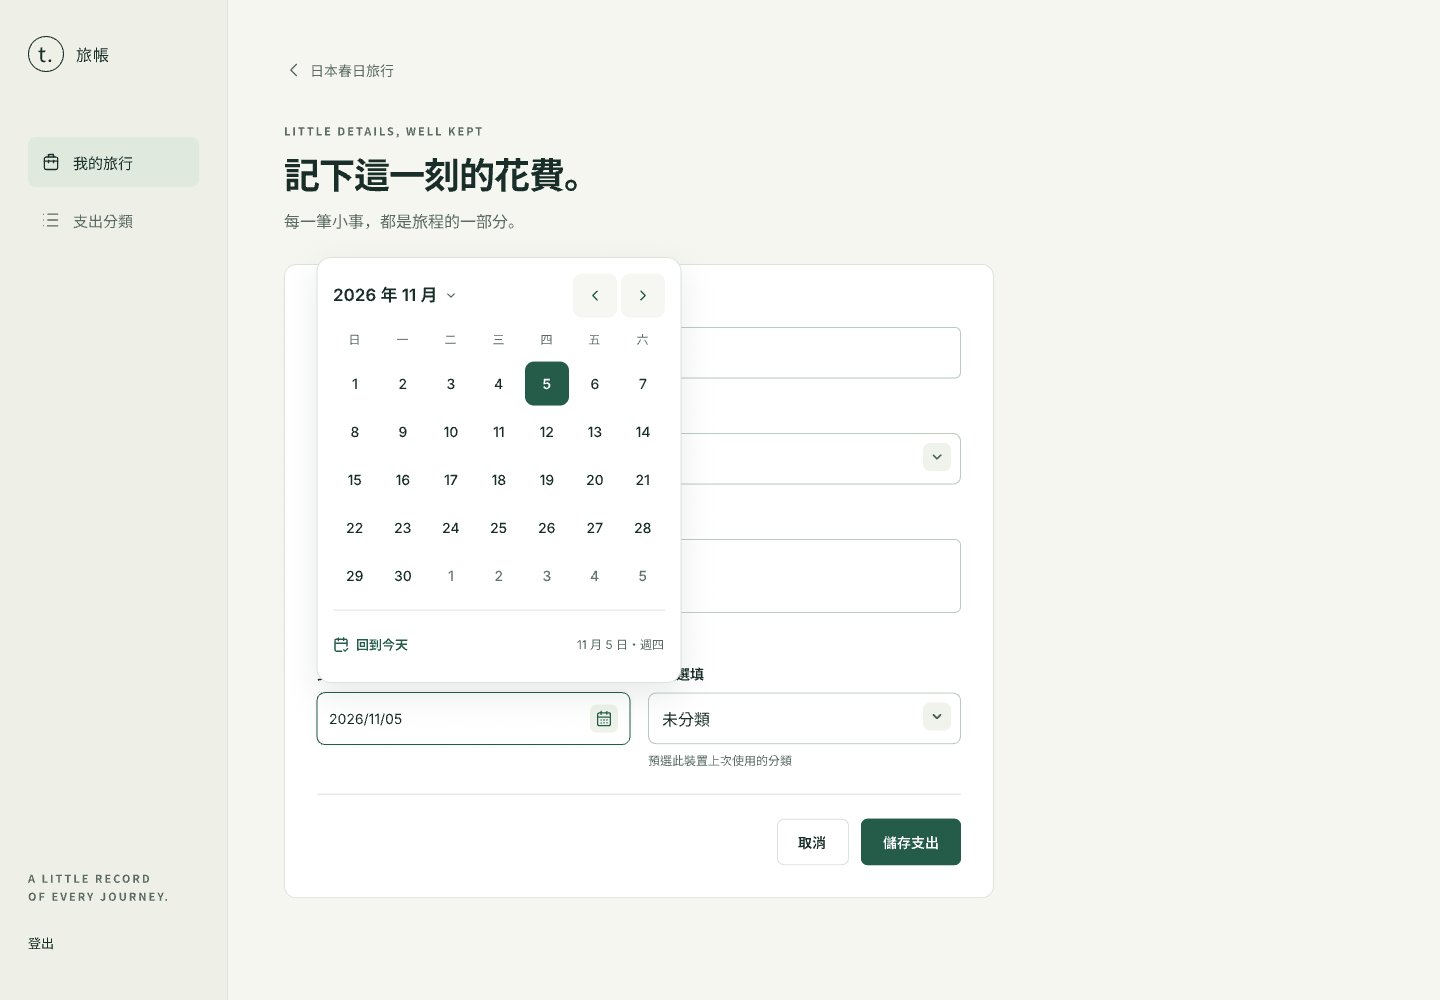 t. 旅帳
我的旅行
支出分類
A LITTLE RECORD
OF EVERY JOURNEY.
登出
日本春日旅行
LITTLE DETAILS, WELL KEPT
記下這一刻的花費。
每一筆小事，都是旅程的一部分。
2026 年 11 月
日 一 二 三 四 五 六
1 2 3 4 5 6 7
8 9 10 11 12 13 14
15 16 17 18 19 20 21
22 23 24 25 26 27 28
29 30 1 2 3 4 5
回到今天 11 月 5 日・週四
選填
2026/11/05 未分類
預選此裝置上次使用的分類
取消 儲存支出